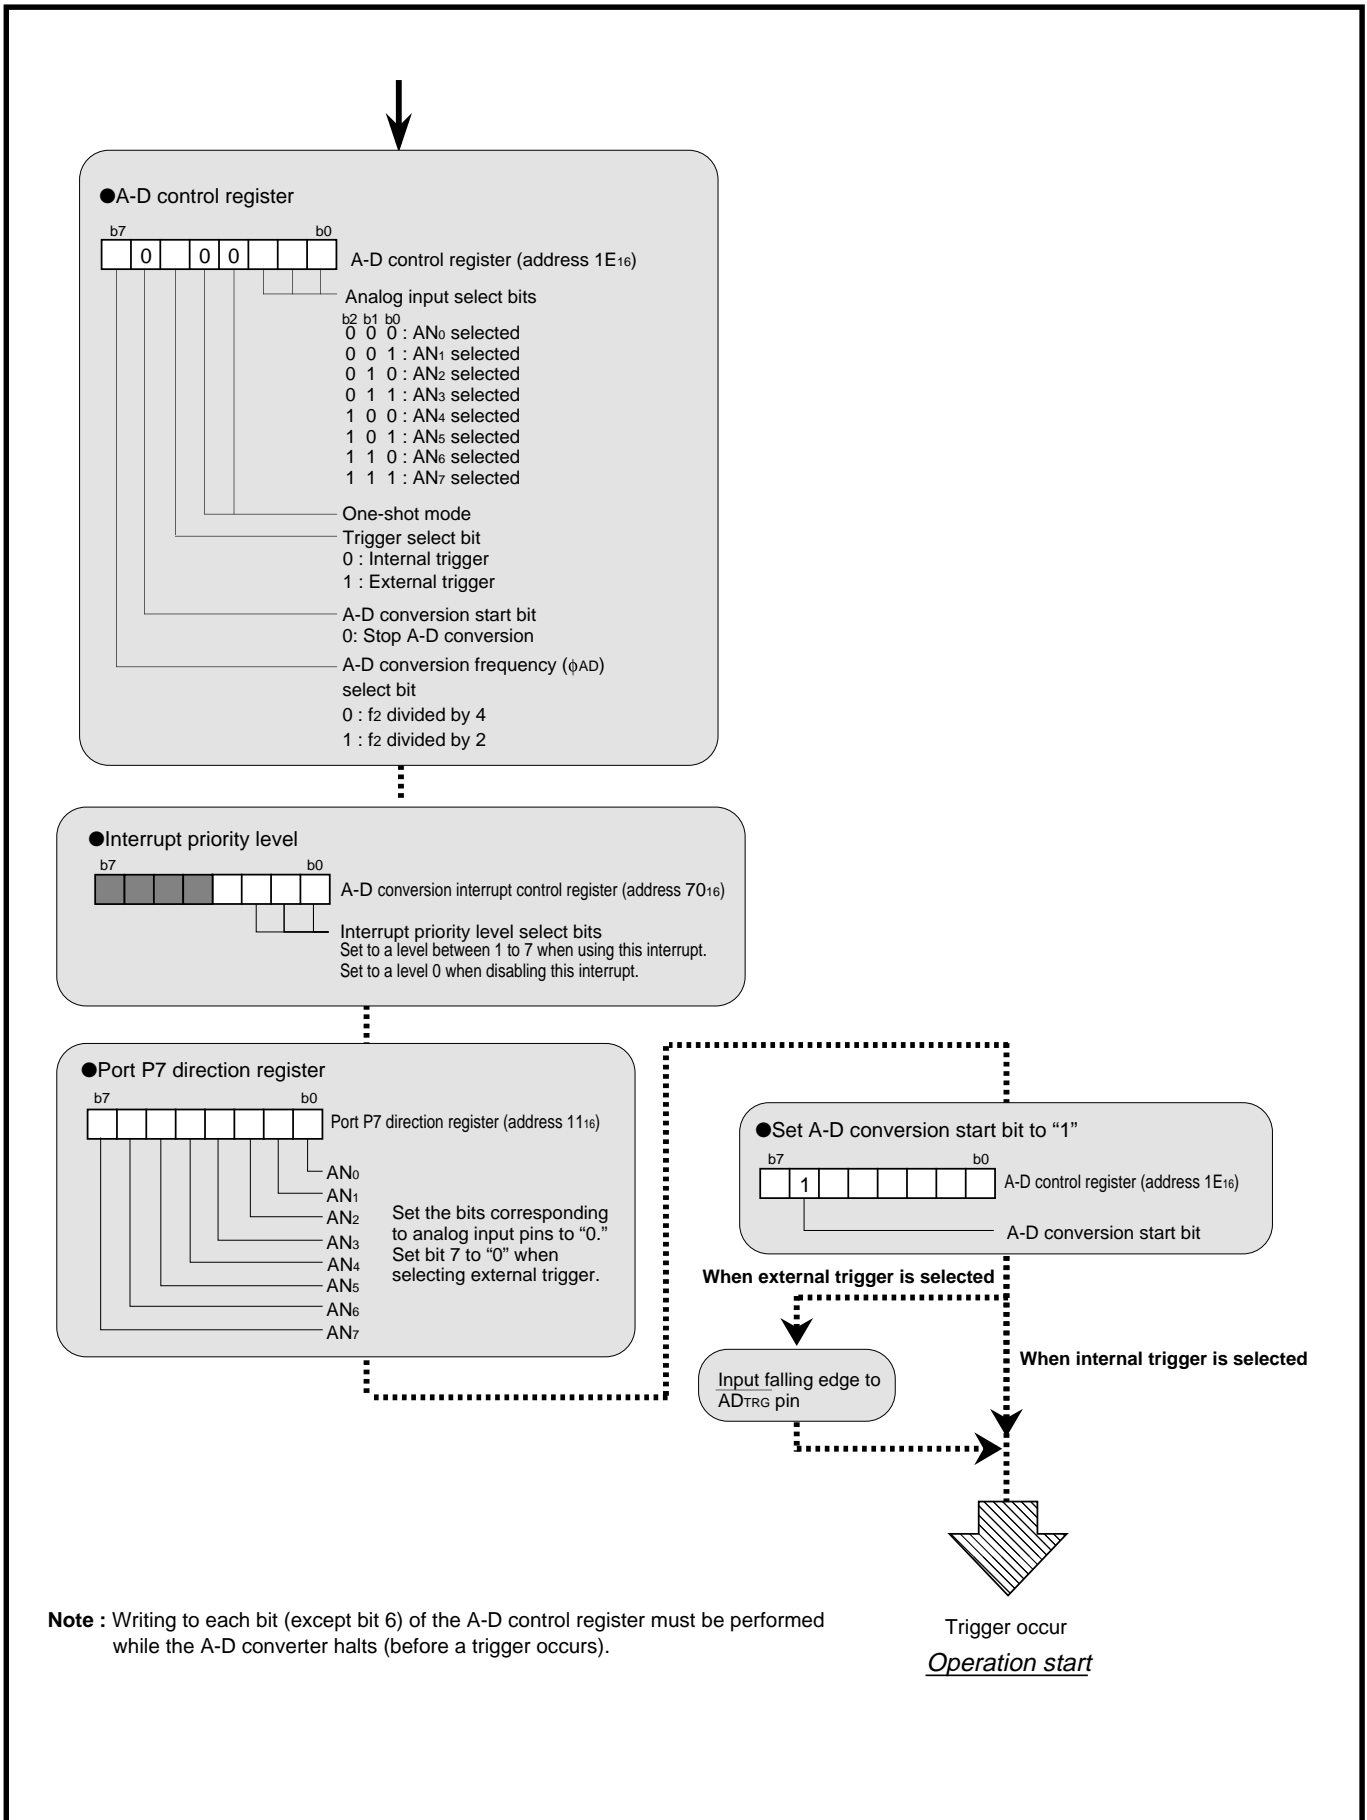 ●A-D control register
b7 b0
0 0 0
A-D control register (address 1E16)
Analog input select bits
b2 b1 b0
0 0 0 : AN0 selected
0 0 1 : AN1 selected
0 1 0 : AN2 selected
0 1 1 : AN3 selected
1 0 0 : AN4 selected
1 0 1 : AN5 selected
1 1 0 : AN6 selected
1 1 1 : AN7 selected
One-shot mode
Trigger select bit
0 : Internal trigger
1 : External trigger
A-D conversion start bit
0: Stop A-D conversion
A-D conversion frequency (ϕAD)
select bit
0 : f2 divided by 4
1 : f2 divided by 2
●Interrupt priority level
b7 b0
A-D conversion interrupt control register (address 7016)
Interrupt priority level select bits
Set to a level between 1 to 7 when using this interrupt.
Set to a level 0 when disabling this interrupt.
●Port P7 direction register
b7 b0
Port P7 direction register (address 1116)
AN0
AN1
AN2
AN3
AN4
AN5
AN6
AN7
Set the bits corresponding
to analog input pins to “0.”
Set bit 7 to “0” when
selecting external trigger.
●Set A-D conversion start bit to “1”
b7 b0
1
A-D control register (address 1E16)
A-D conversion start bit
When external trigger is selected
When internal trigger is selected
Input falling edge to
ADTRG pin
Trigger occur
Operation start
Note : Writing to each bit (except bit 6) of the A-D control register must be performed
while the A-D converter halts (before a trigger occurs).